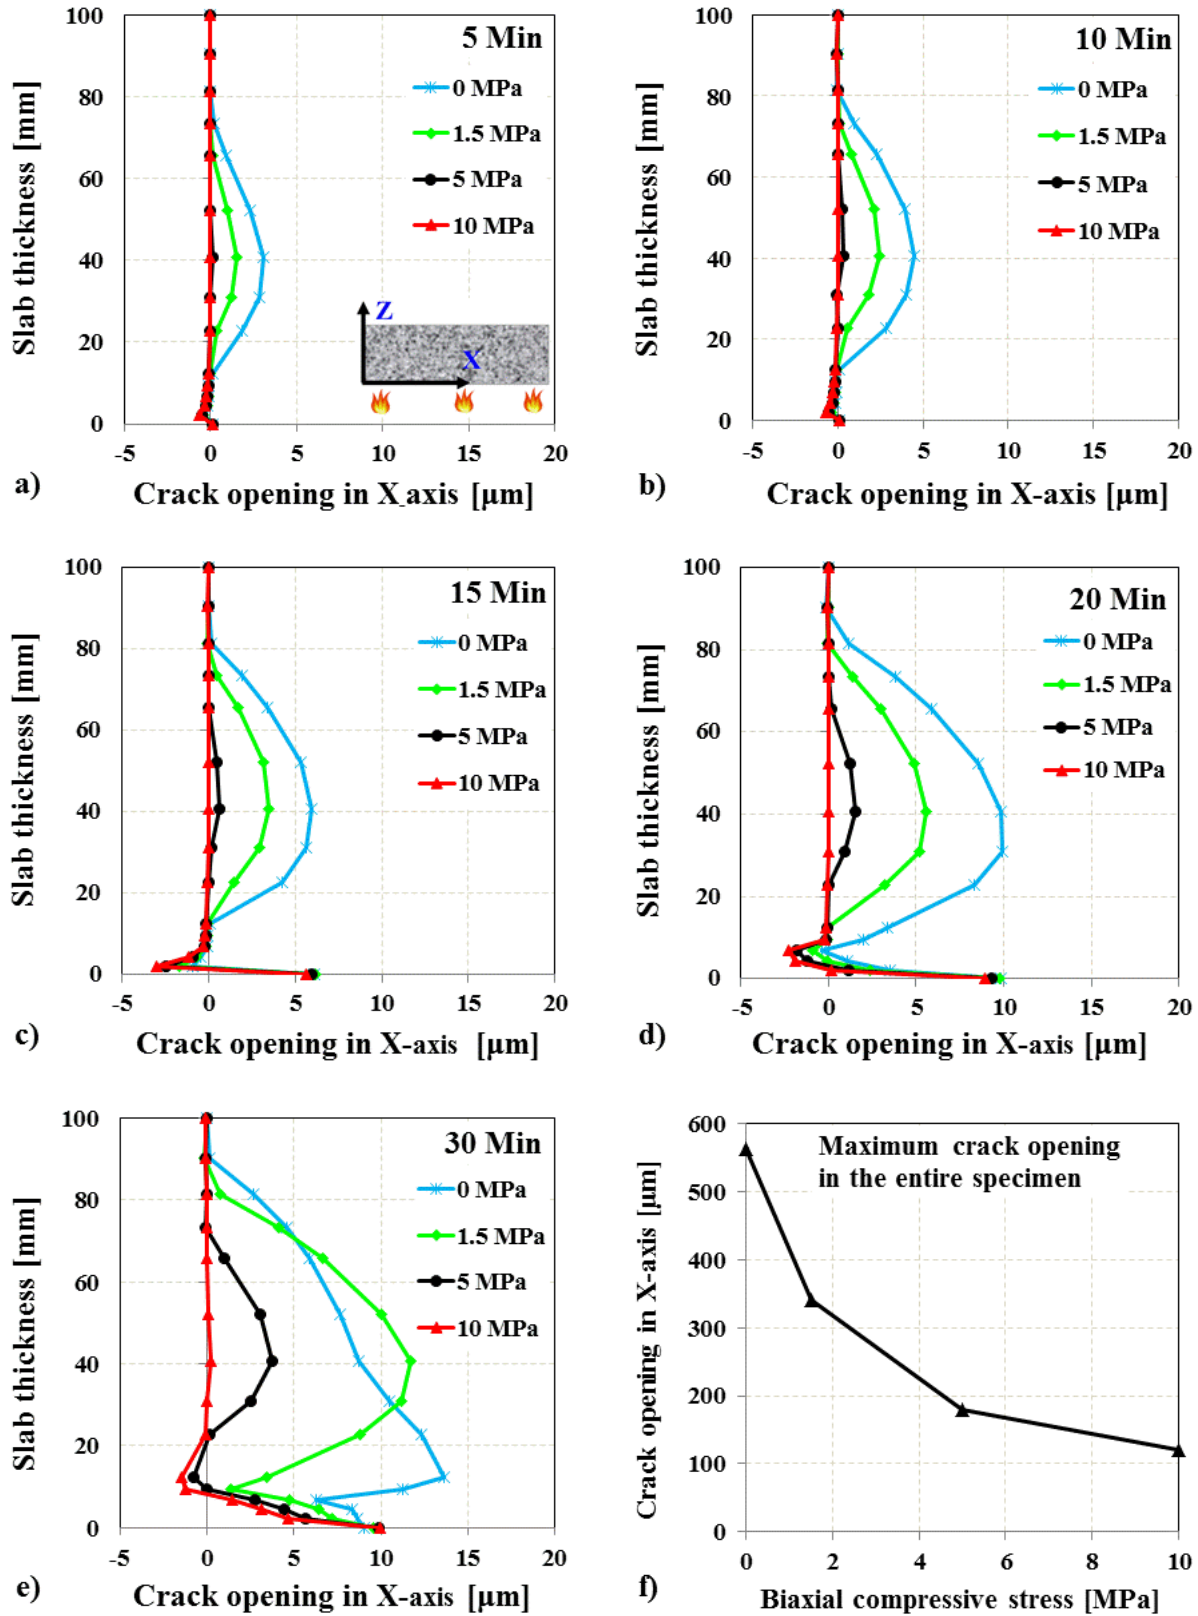 100
80
60
40
20
0
-5 0 5 10 15 20
Slab thickness [mm]
5 Min
0 MPa
1.5 MPa
5 MPa
10 MPa
Z
X
a)
Crack opening in X-axis [μm]
100
80
60
40
20
0
-5 0 5 10 15 20
Slab thickness [mm]
10 Min
0 MPa
1.5 MPa
5 MPa
10 MPa
b)
Crack opening in X-axis [μm]
100
80
60
40
20
0
-5 0 5 10 15 20
Slab thickness [mm]
15 Min
0 MPa
1.5 MPa
5 MPa
10 MPa
c)
Crack opening in X-axis [μm]
100
80
60
40
20
0
-5 0 5 10 15 20
Slab thickness [mm]
20 Min
0 MPa
1.5 MPa
5 MPa
10 MPa
d)
Crack opening in X-axis [μm]
100
80
60
40
20
0
-5 0 5 10 15 20
Slab thickness [mm]
30 Min
0 MPa
1.5 MPa
5 MPa
10 MPa
e)
Crack opening in X-axis [μm]
600
500
400
300
200
100
0
0 2 4 6 8 10
Crack opening in X-axis [μm]
Maximum crack opening
in the entire specimen
f)
Biaxial compressive stress [MPa]